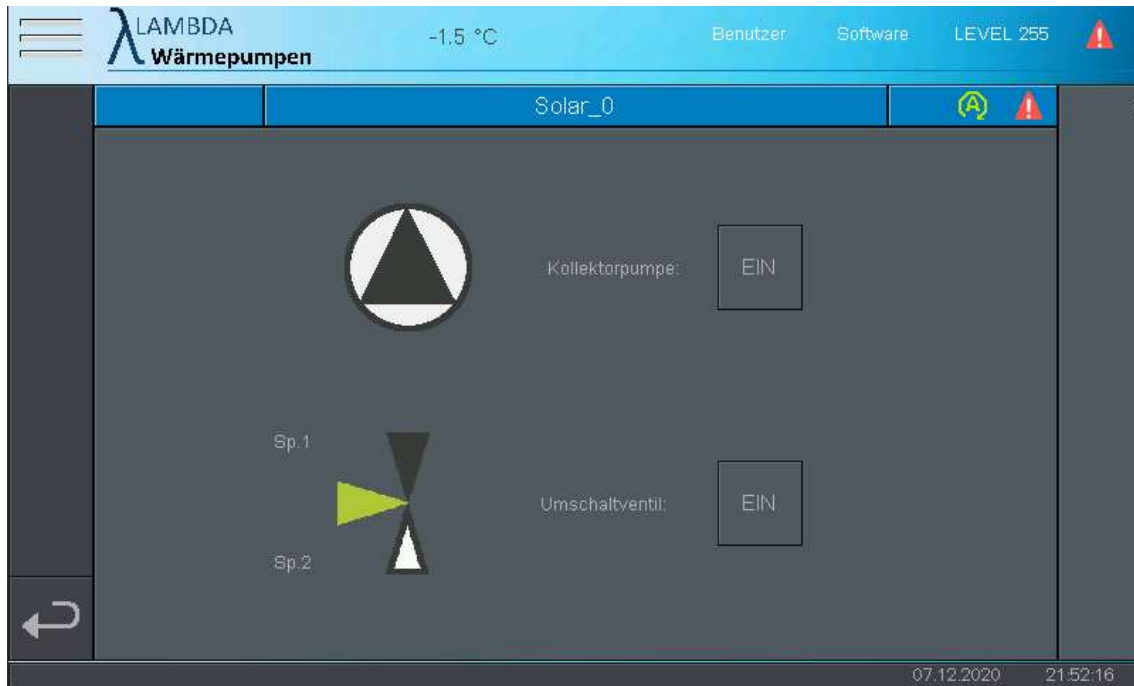 λ LAMBDA
Wärmepumpen
-1.5 °C
Benutzer
Software
LEVEL 255
Solar_0
A
Kollektorpumpe:
EIN
Sp.1
Umschaltventil:
EIN
Sp.2
07.12.2020
21:52:16